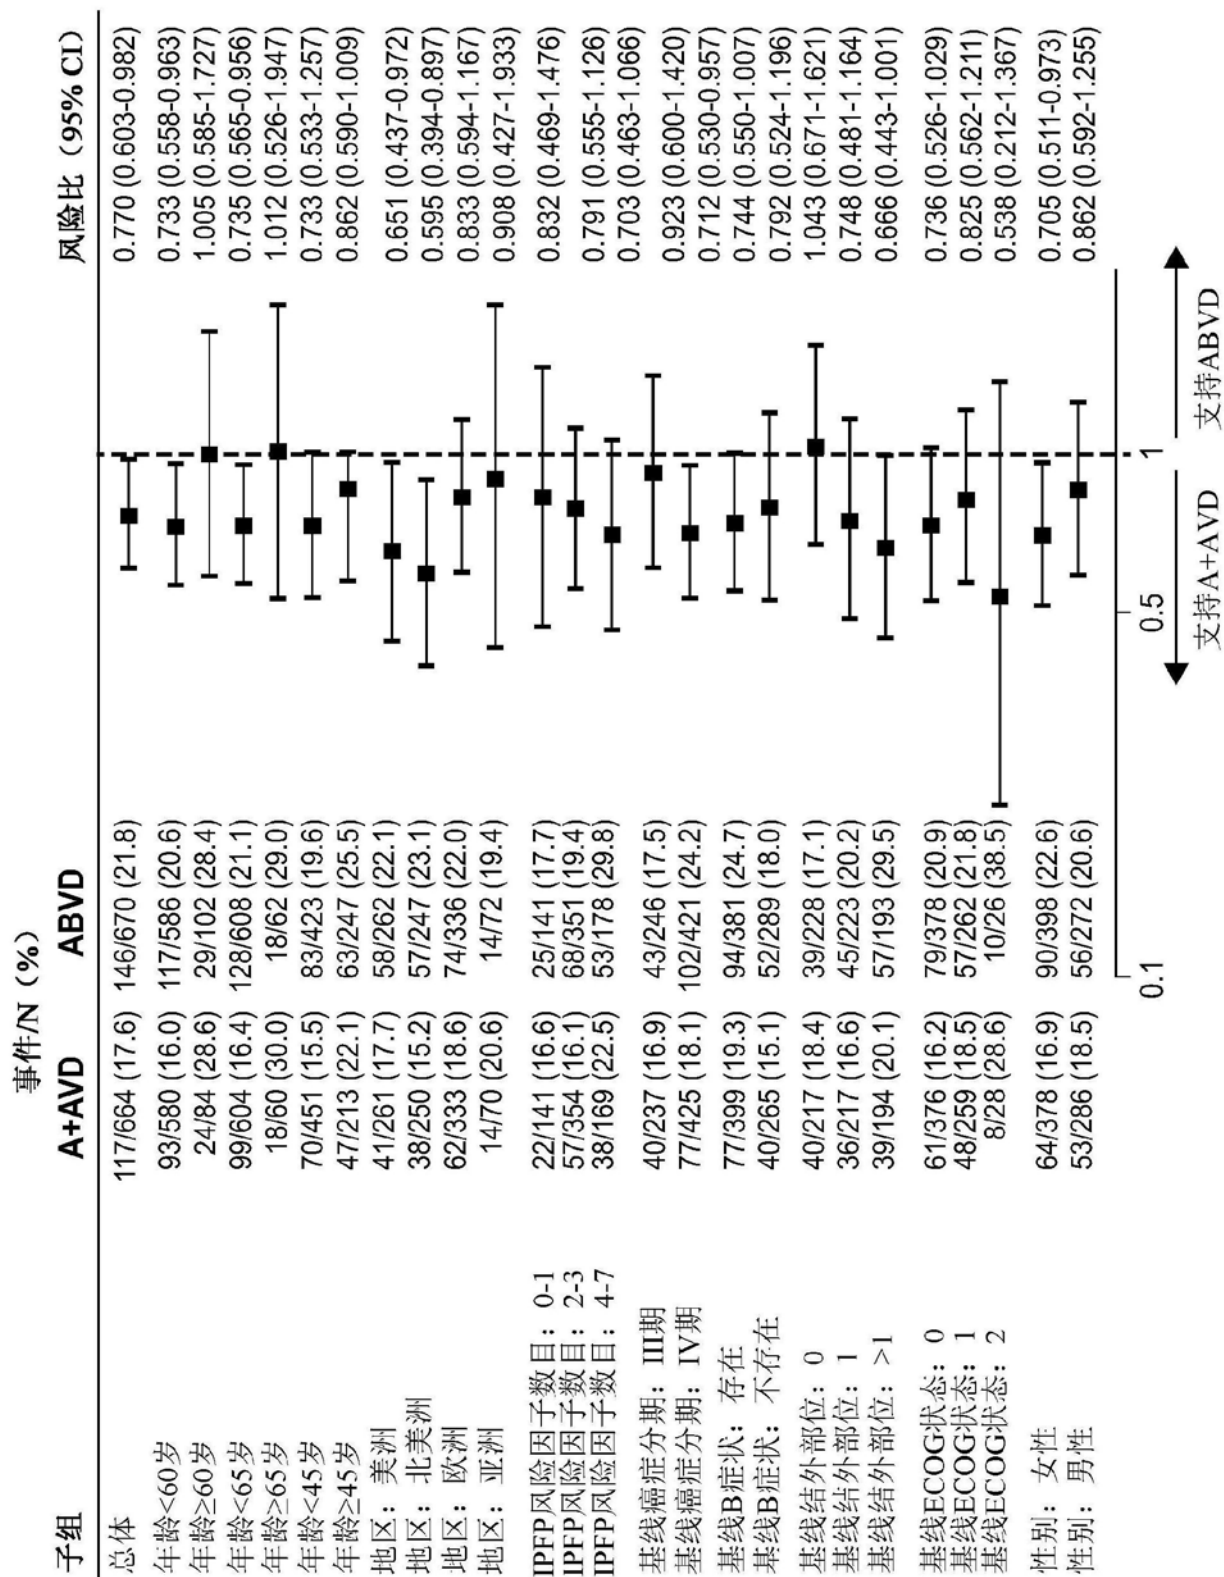 事件/N（%）
子组 A+AVD ABVD 风险比（95% CI）
总体 117/664 (17.6) 146/670 (21.8) 0.770 (0.603-0.982)
年龄<60岁 93/580 (16.0) 117/586 (20.6) 0.733 (0.558-0.963)
年龄≥60岁 24/84 (28.6) 29/102 (28.4) 1.005 (0.585-1.727)
年龄<65岁 99/604 (16.4) 128/608 (21.1) 0.735 (0.565-0.956)
年龄≥65岁 18/60 (30.0) 18/62 (29.0) 1.012 (0.526-1.947)
年龄<45岁 70/451 (15.5) 83/423 (19.6) 0.733 (0.533-1.257)
年龄≥45岁 47/213 (22.1) 63/247 (25.5) 0.862 (0.590-1.009)
地区：美洲 41/261 (17.7) 58/262 (22.1) 0.651 (0.437-0.972)
地区：北美洲 38/250 (15.2) 57/247 (23.1) 0.595 (0.394-0.897)
地区：欧洲 62/333 (18.6) 74/336 (22.0) 0.833 (0.594-1.167)
地区：亚洲 14/70 (20.6) 14/72 (19.4) 0.908 (0.427-1.933)
IPFP风险因子数目：0-1 22/141 (16.6) 25/141 (17.7) 0.832 (0.469-1.476)
IPFP风险因子数目：2-3 57/354 (16.1) 68/351 (19.4) 0.791 (0.555-1.126)
IPFP风险因子数目：4-7 38/169 (22.5) 53/178 (29.8) 0.703 (0.463-1.066)
基线癌症分期：III期 40/237 (16.9) 43/246 (17.5) 0.923 (0.600-1.420)
基线癌症分期：IV期 77/425 (18.1) 102/421 (24.2) 0.712 (0.530-0.957)
基线B症状：存在 77/399 (19.3) 94/381 (24.7) 0.744 (0.550-1.007)
基线B症状：不存在 40/265 (15.1) 52/289 (18.0) 0.792 (0.524-1.196)
基线结外部位：0 40/217 (18.4) 39/228 (17.1) 1.043 (0.671-1.621)
基线结外部位：1 36/217 (16.6) 45/223 (20.2) 0.748 (0.481-1.164)
基线结外部位：>1 39/194 (20.1) 57/193 (29.5) 0.666 (0.443-1.001)
基线ECOG状态：0 61/376 (16.2) 79/378 (20.9) 0.736 (0.526-1.029)
基线ECOG状态：1 48/259 (18.5) 57/262 (21.8) 0.825 (0.562-1.211)
基线ECOG状态：2 8/28 (28.6) 10/26 (38.5) 0.538 (0.212-1.367)
性别：女性 64/378 (16.9) 90/398 (22.6) 0.705 (0.511-0.973)
性别：男性 53/286 (18.5) 56/272 (20.6) 0.862 (0.592-1.255)
0.1 0.5 1
支持A+AVD 支持ABVD